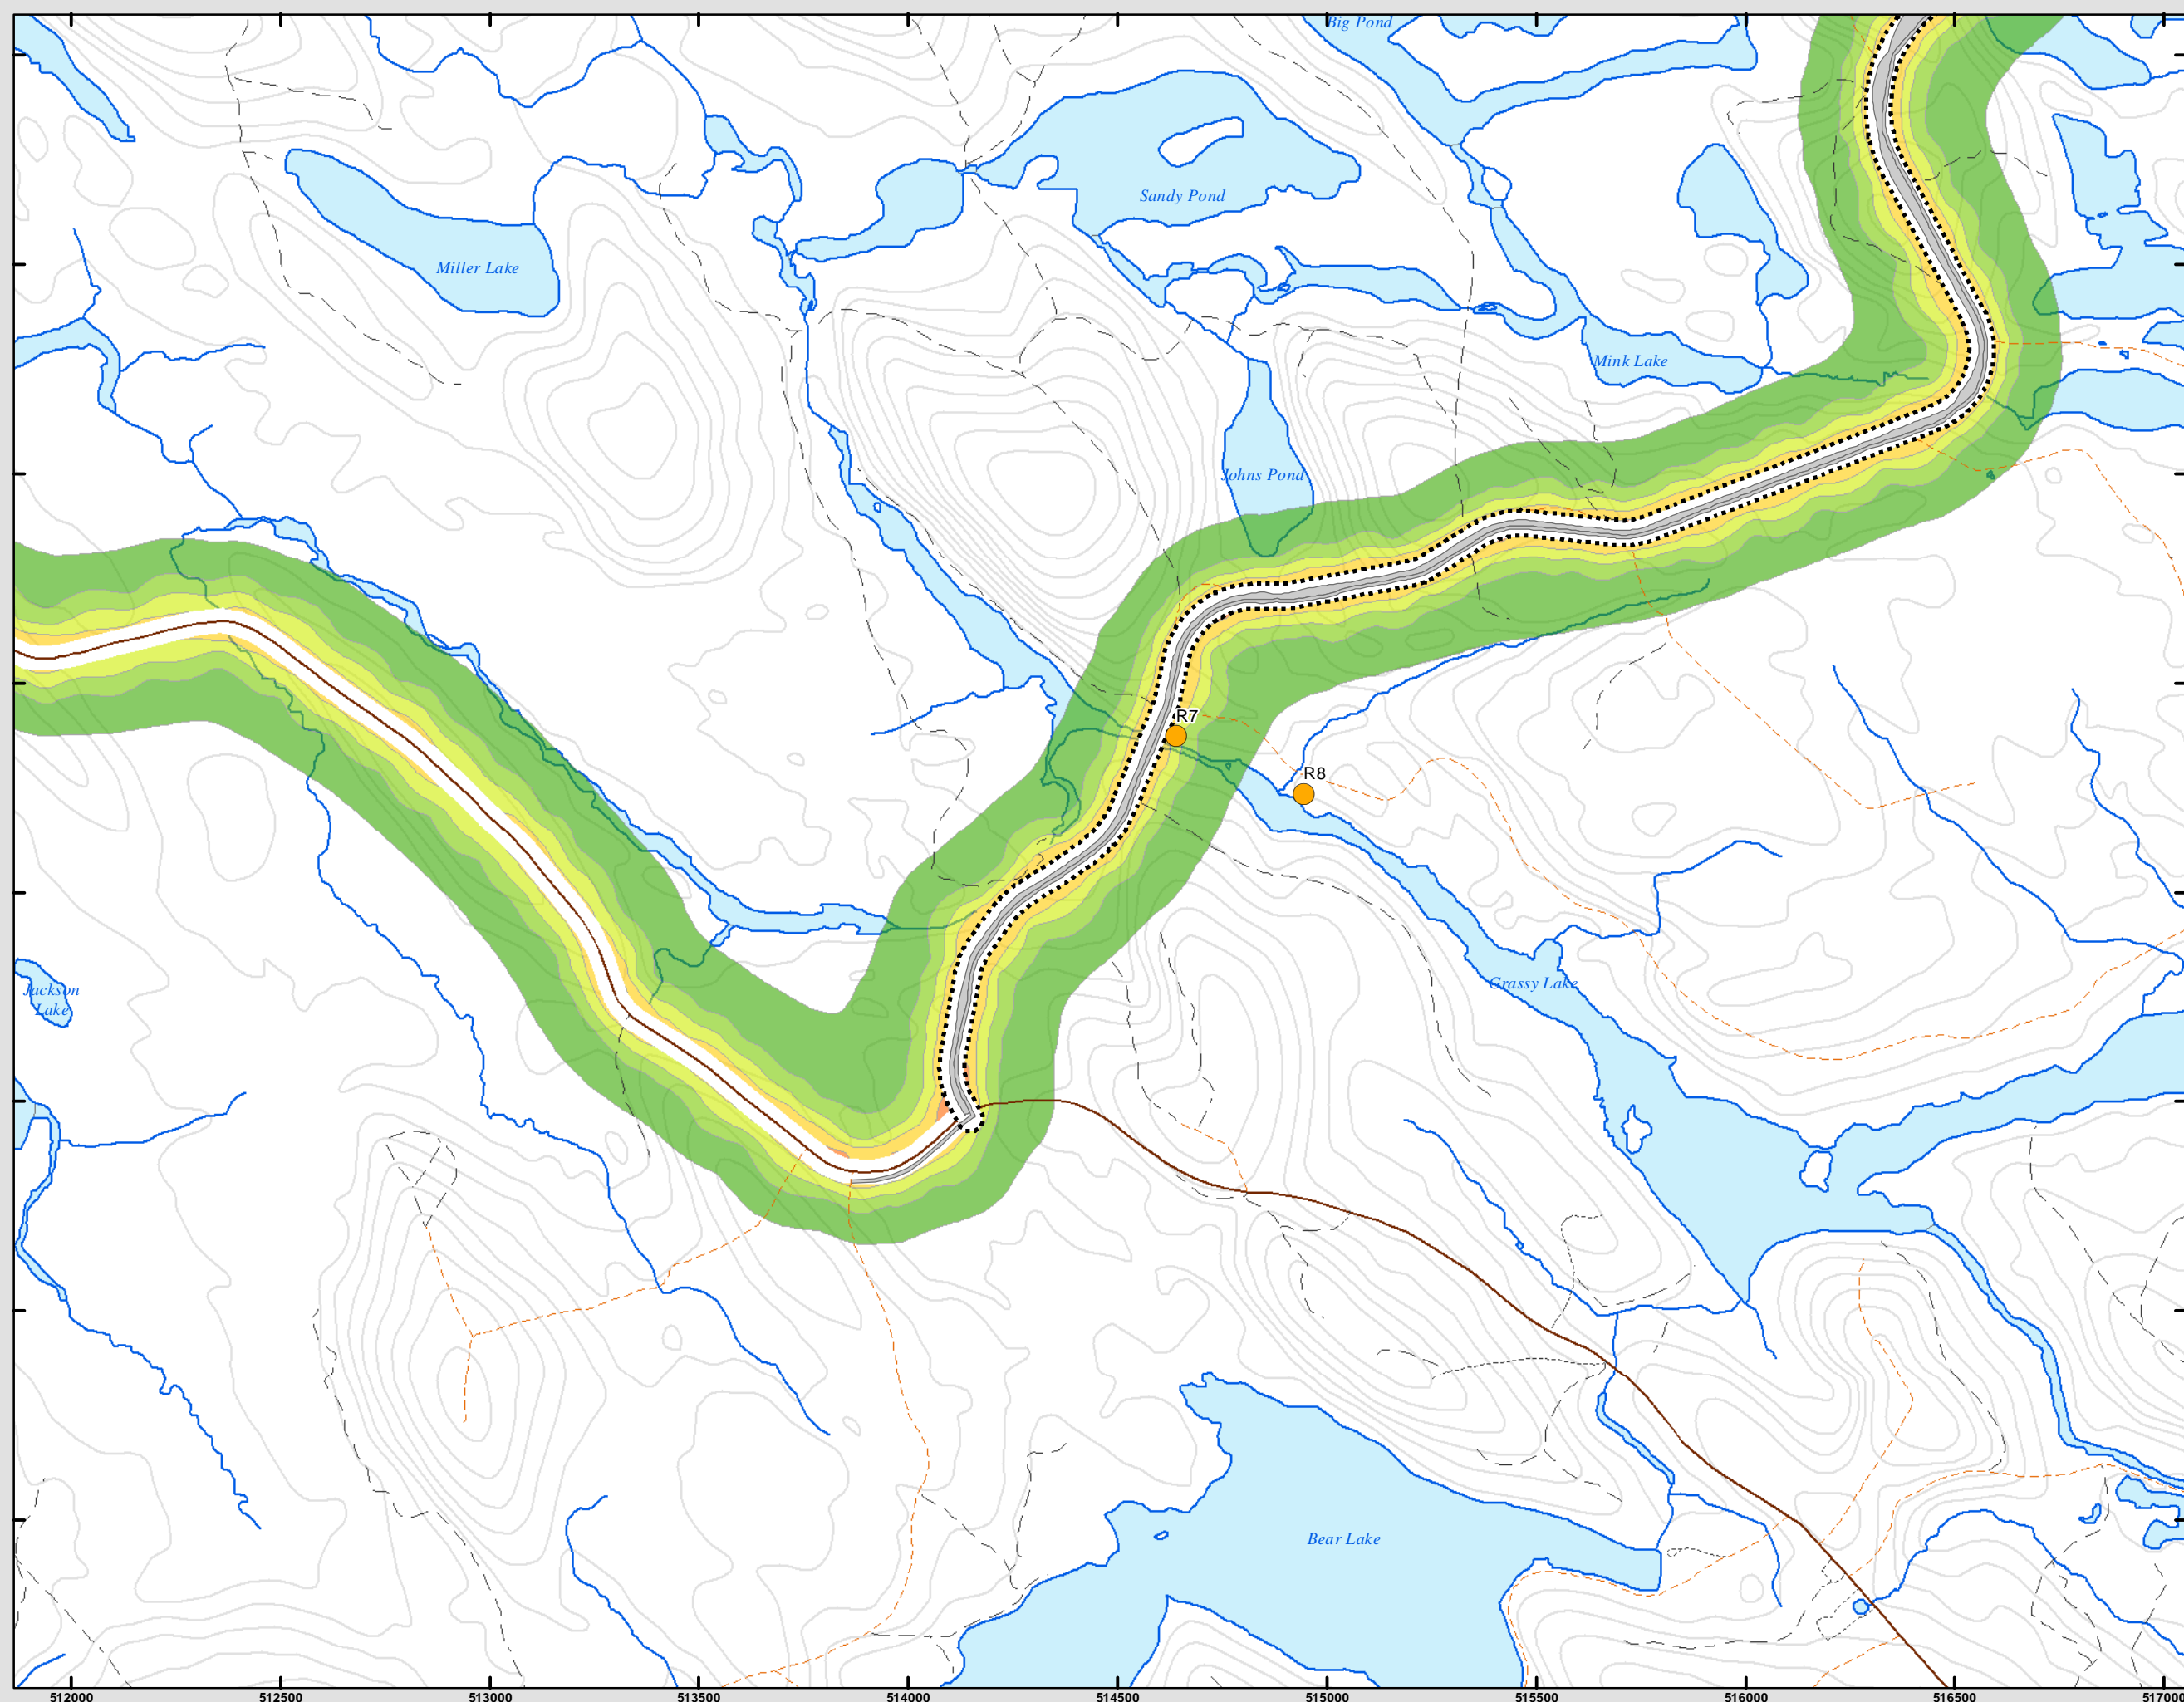 Big Pond
Sandy Pond
Miller Lake
Mink Lake
Johns Pond
R7
R8
Jackson
Lake
Grassy Lake
Bear Lake
512000
512500
513000
513500
514000
514500
515000
515500
516000
516500